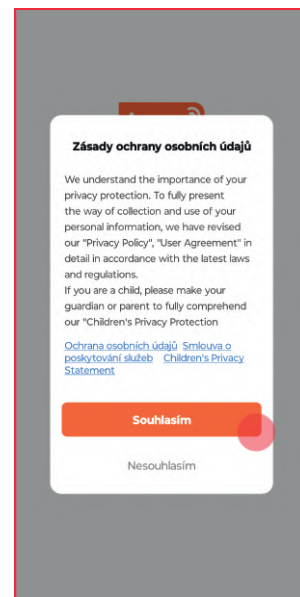 Zásady ochrany osobních údajů
We understand the importance of your
privacy protection. To fully present
the way of collection and use of your
personal information, we have revised
our "Privacy Policy", "User Agreement" in
detail in accordance with the latest laws
and regulations.
If you are a child, please make your
guardian or parent to fully comprehend
our "Children's Privacy Protection
Ochrana osobních údajů Smlouva o
poskytování služeb Children's Privacy
Statement
Souhlasím
Nesouhlasím